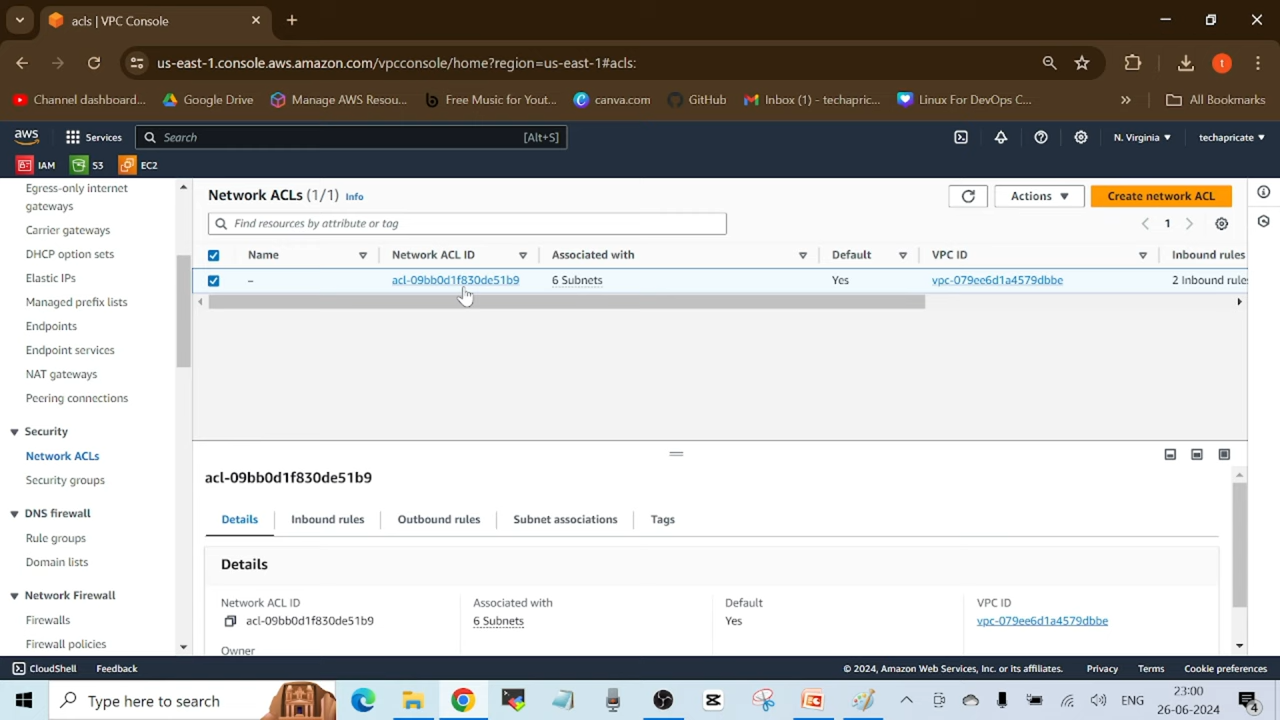 acls | VPC Console
us-east-1.console.aws.amazon.com/vpcconsole/home?region=us-east-1#acls:
Channel dashboard... Google Drive Manage AWS Resou... Free Music for Yout... canva.com GitHub Inbox (1) - techapric... Linux For DevOps C... » All Bookmarks
aws Services Search [Alt+S] N. Virginia techapricate
IAM S3 EC2
Egress-only internet
gateways
Carrier gateways
DHCP option sets
Elastic IPs
Managed prefix lists
Endpoints
Endpoint services
NAT gateways
Peering connections
Security
Network ACLs
Security groups
DNS firewall
Rule groups
Domain lists
Network Firewall
Firewalls
Firewall policies
Network ACLs (1/1) Info
Actions Create network ACL
Find resources by attribute or tag
1
Name Network ACL ID Associated with Default VPC ID Inbound rules
– acl-09bb0d1f830de51b9 6 Subnets Yes vpc-079ee6d1a4579dbbe 2 Inbound rules
acl-09bb0d1f830de51b9
Details Inbound rules Outbound rules Subnet associations Tags
Details
Network ACL ID Associated with Default VPC ID
acl-09bb0d1f830de51b9 6 Subnets Yes vpc-079ee6d1a4579dbbe
Owner
CloudShell Feedback © 2024, Amazon Web Services, Inc. or its affiliates. Privacy Terms Cookie preferences
Type here to search ENG 23:00
26-06-2024 4